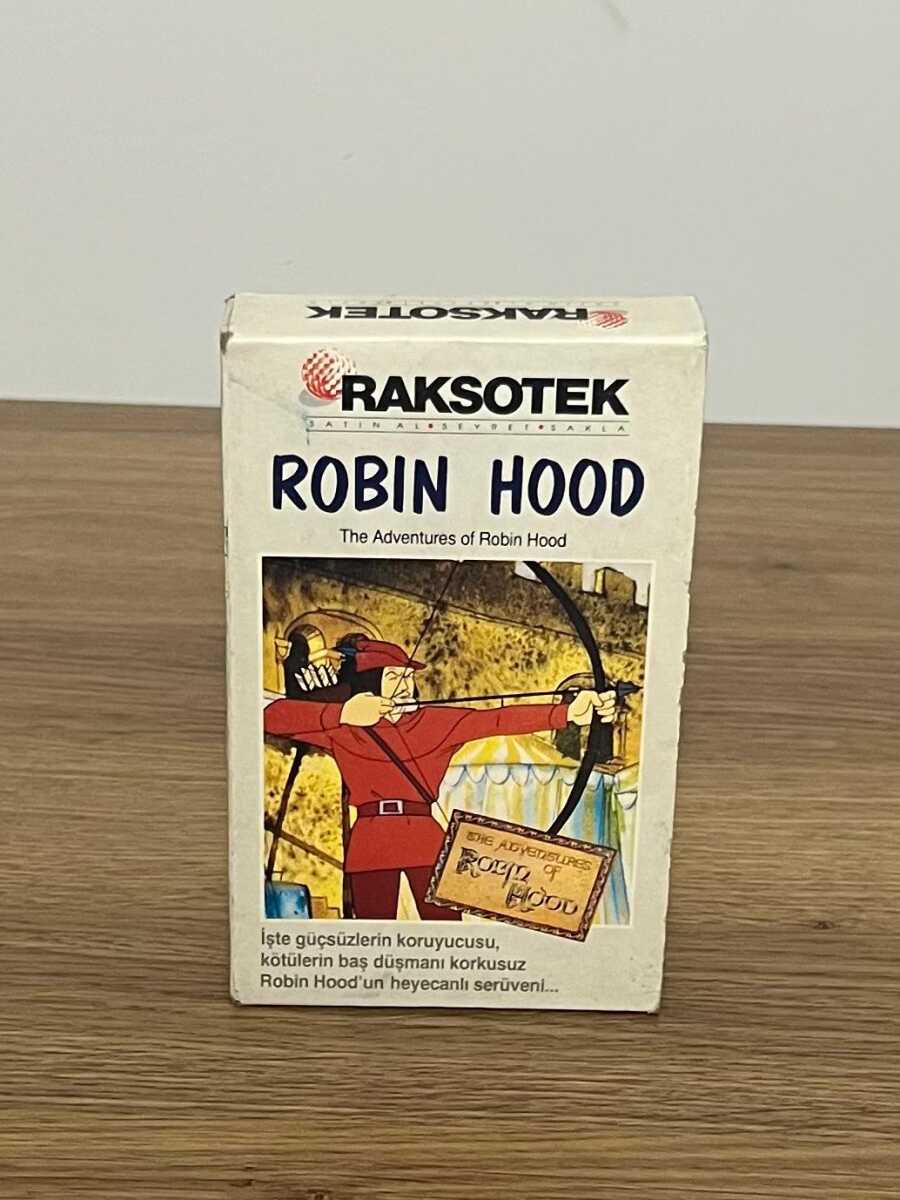 RAKSOTEK
RAKSOTEK
SATIN AL • SEYRET • SAKLA
ROBIN HOOD
The Adventures of Robin Hood
THE ADVENTURES
OF
ROBIN
HOOD
İşte güçsüzlerin koruyucusu,
kötülerin baş düşmanı korkusuz
Robin Hood'un heyecanlı serüveni...